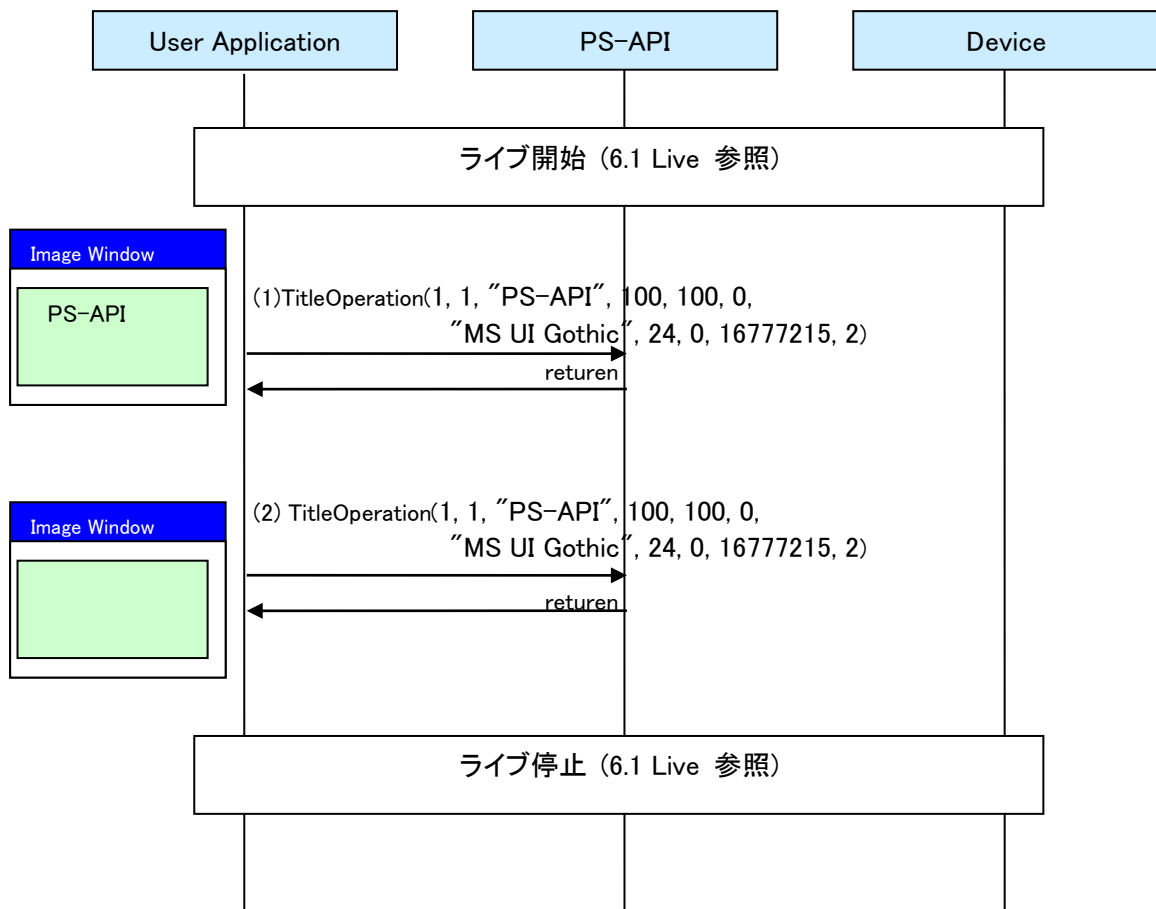 User Application
PS-API
Device
ライブ開始 (6.1 Live 参照)
Image Window
PS-API
(1)TitleOperation(1, 1, "PS-API", 100, 100, 0,
"MS UI Gothic", 24, 0, 16777215, 2)
returen
Image Window
(2) TitleOperation(1, 1, "PS-API", 100, 100, 0,
"MS UI Gothic", 24, 0, 16777215, 2)
returen
ライブ停止 (6.1 Live 参照)